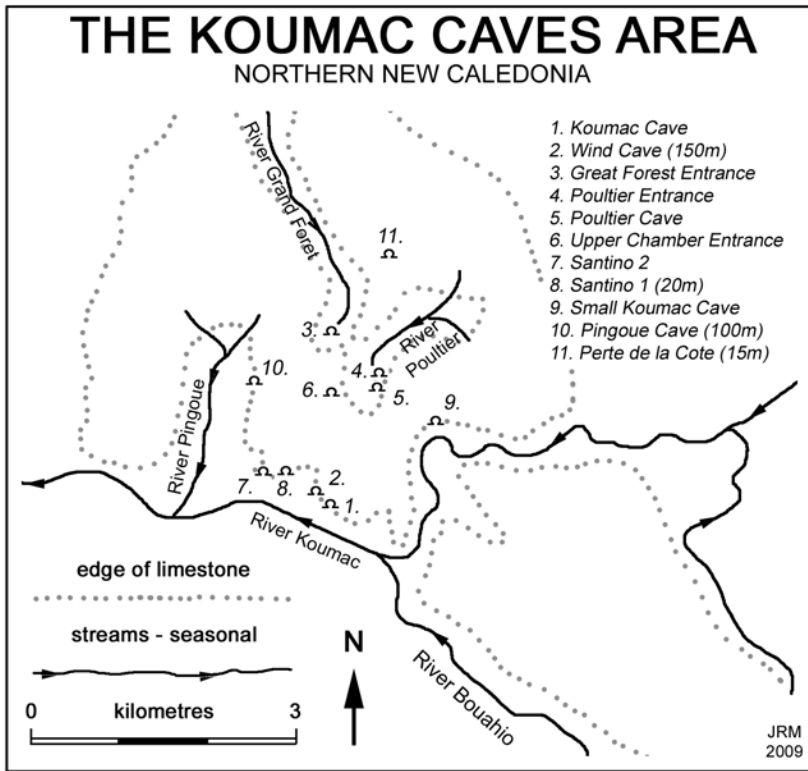 THE KOUMAC CAVES AREA
NORTHERN NEW CALEDONIA
1. Koumac Cave
2. Wind Cave (150m)
3. Great Forest Entrance
4. Poultier Entrance
5. Poultier Cave
6. Upper Chamber Entrance
7. Santino 2
8. Santino 1 (20m)
9. Small Koumac Cave
10. Pingoue Cave (100m)
11. Perte de la Cote (15m)
River Grand Foret
11.
3.
River
Poultier
4.
5.
6.
10.
9.
River Pingoue
7.
8.
2.
1.
River Koumac
River Bouahio
edge of limestone
streams - seasonal
N
0 kilometres 3
JRM
2009